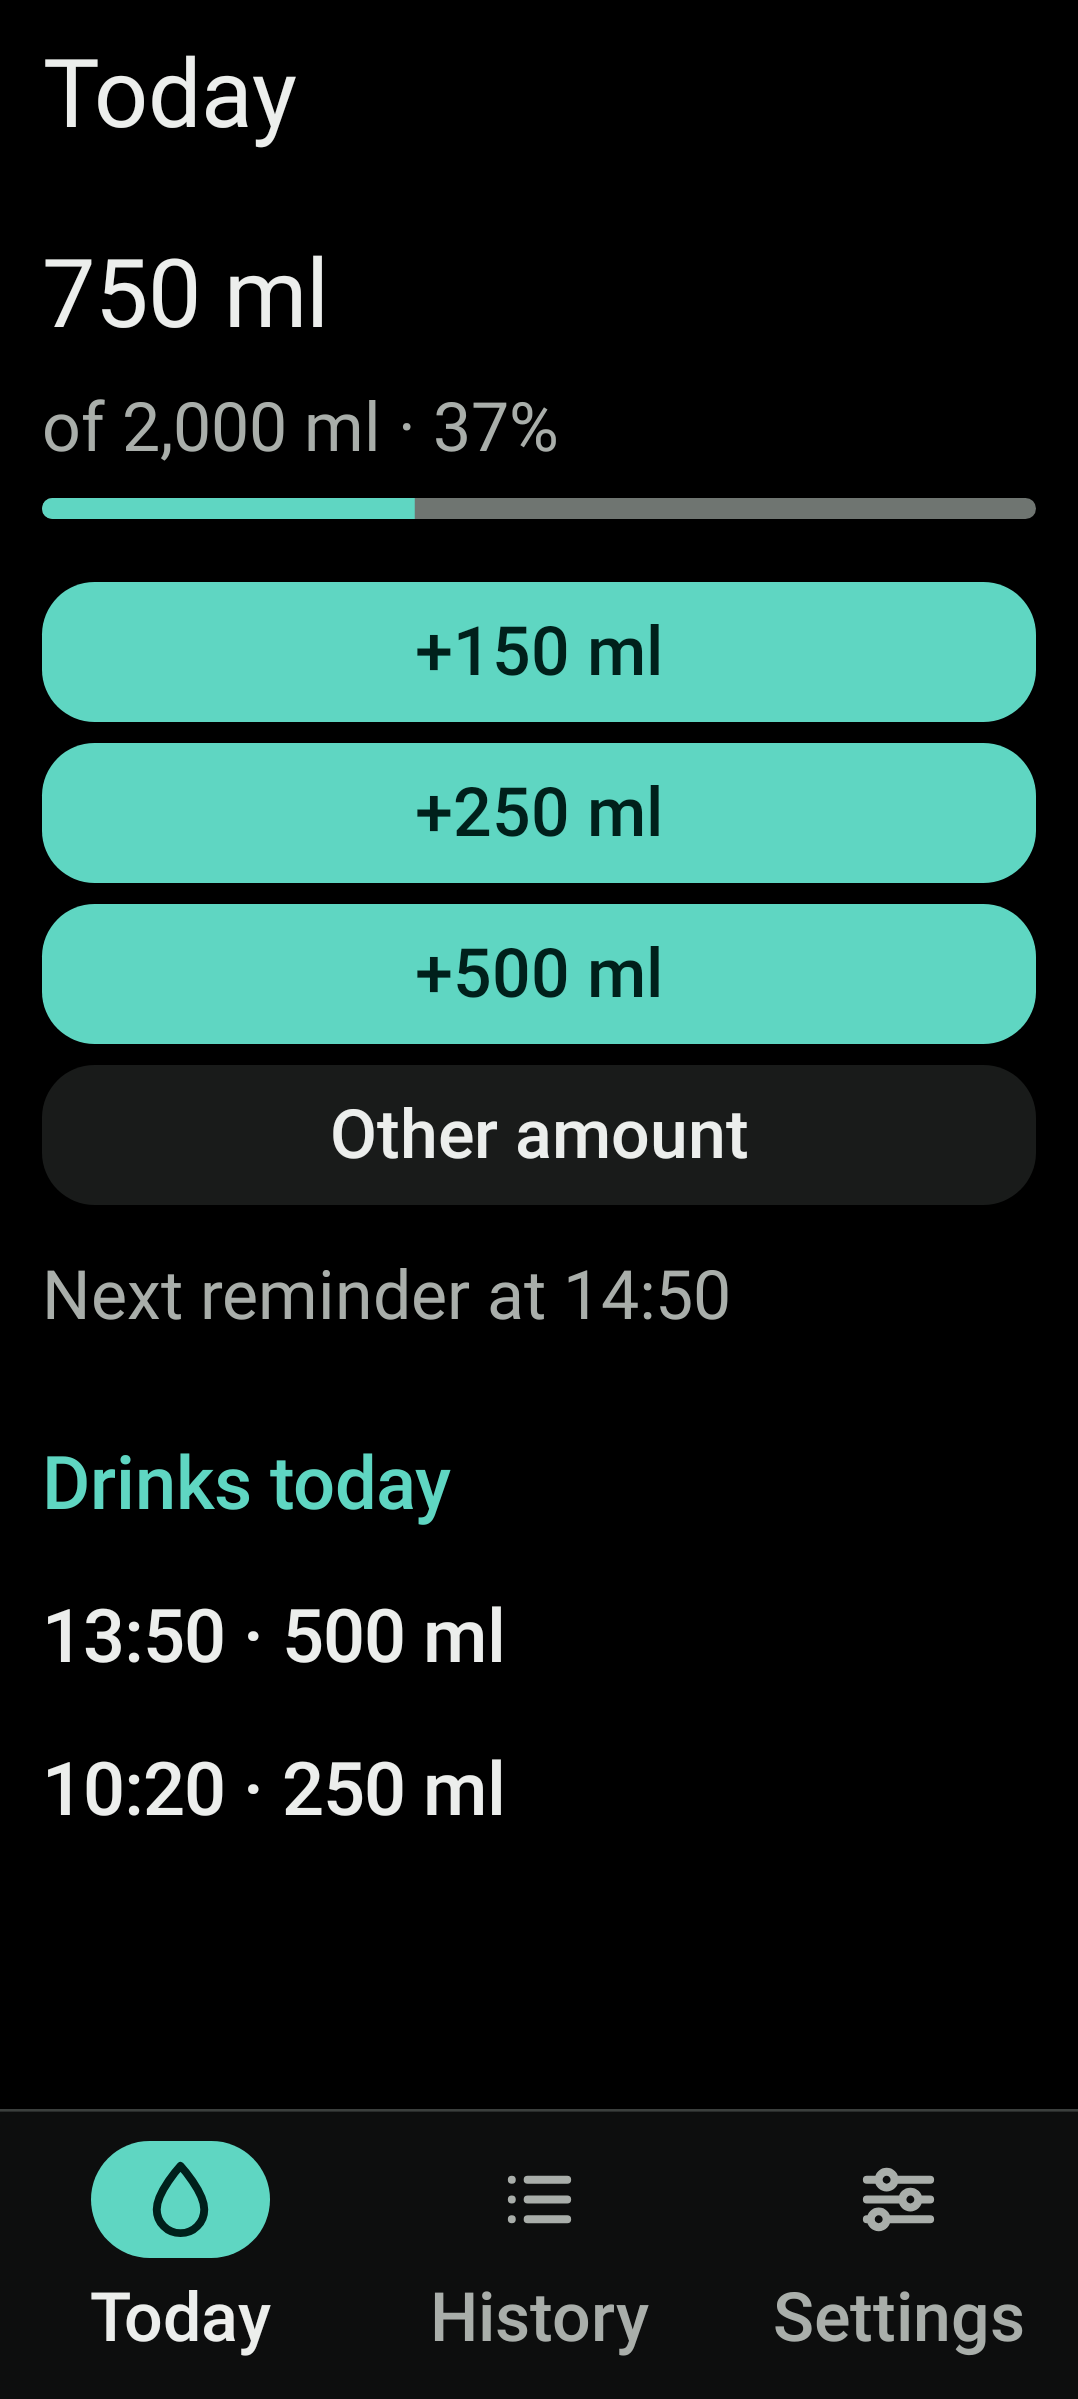 Today
750 ml
of 2,000 ml · 37%
+150 ml
+250 ml
+500 ml
Other amount
Next reminder at 14:50
Drinks today
13:50 · 500 ml
10:20 · 250 ml
Today
History
Settings